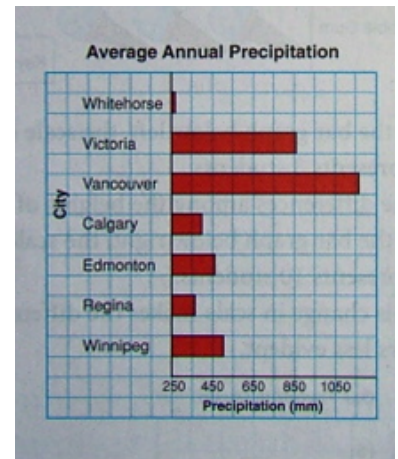 Average Annual Precipitation
City
Whitehorse
Victoria
Vancouver
Calgary
Edmonton
Regina
Winnipeg
250 450 650 850 1050
Precipitation (mm)